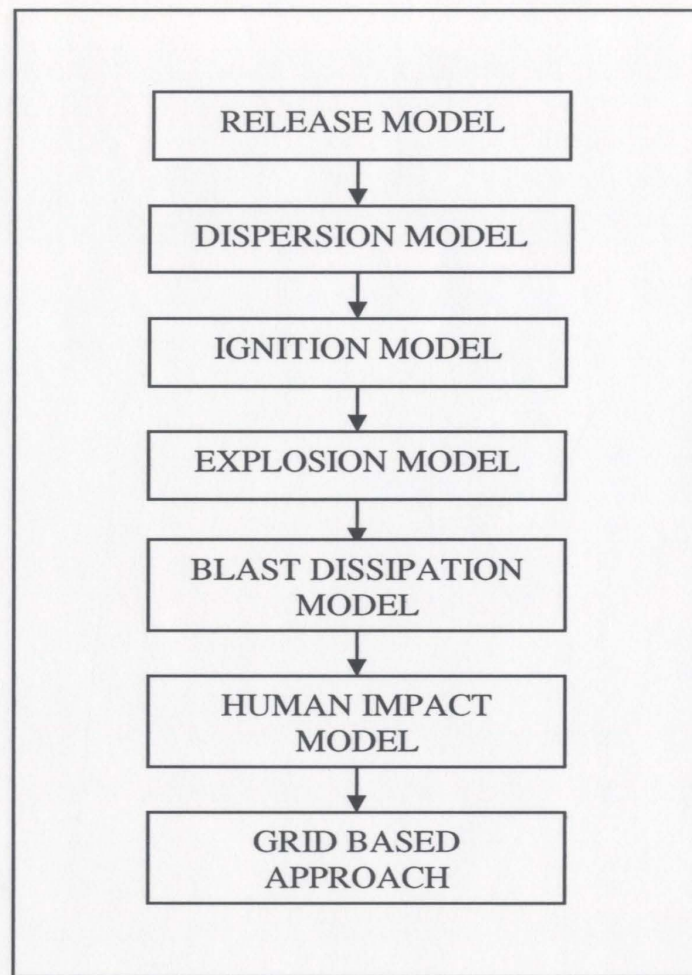 RELEASE MODEL
DISPERSION MODEL
IGNITION MODEL
EXPLOSION MODEL
BLAST DISSIPATION
MODEL
HUMAN IMPACT
MODEL
GRID BASED
APPROACH